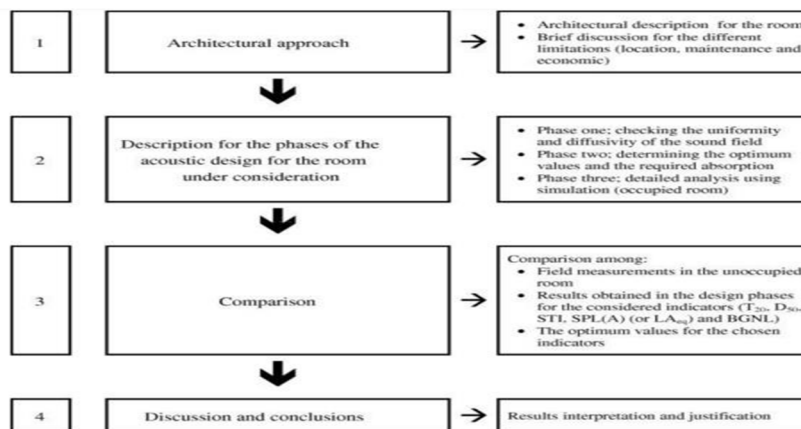 1
Architectural approach
→
• Architectural description for the room
• Brief discussion for the different
limitations (location, maintenance and
economic)
2
Description for the phases of the
acoustic design for the room
under consideration
→
• Phase one; checking the uniformity
and diffusivity of the sound field
• Phase two; determining the optimum
values and the required absorption
• Phase three; detailed analysis using
simulation (occupied room)
3
Comparison
→
Comparison among:
• Field measurements in the unoccupied
room
• Results obtained in the design phases
for the considered indicators (T20, D50,
STI, SPL(A) (or LAeq) and BGNL)
• The optimum values for the chosen
indicators
4
Discussion and conclusions
→
Results interpretation and justification